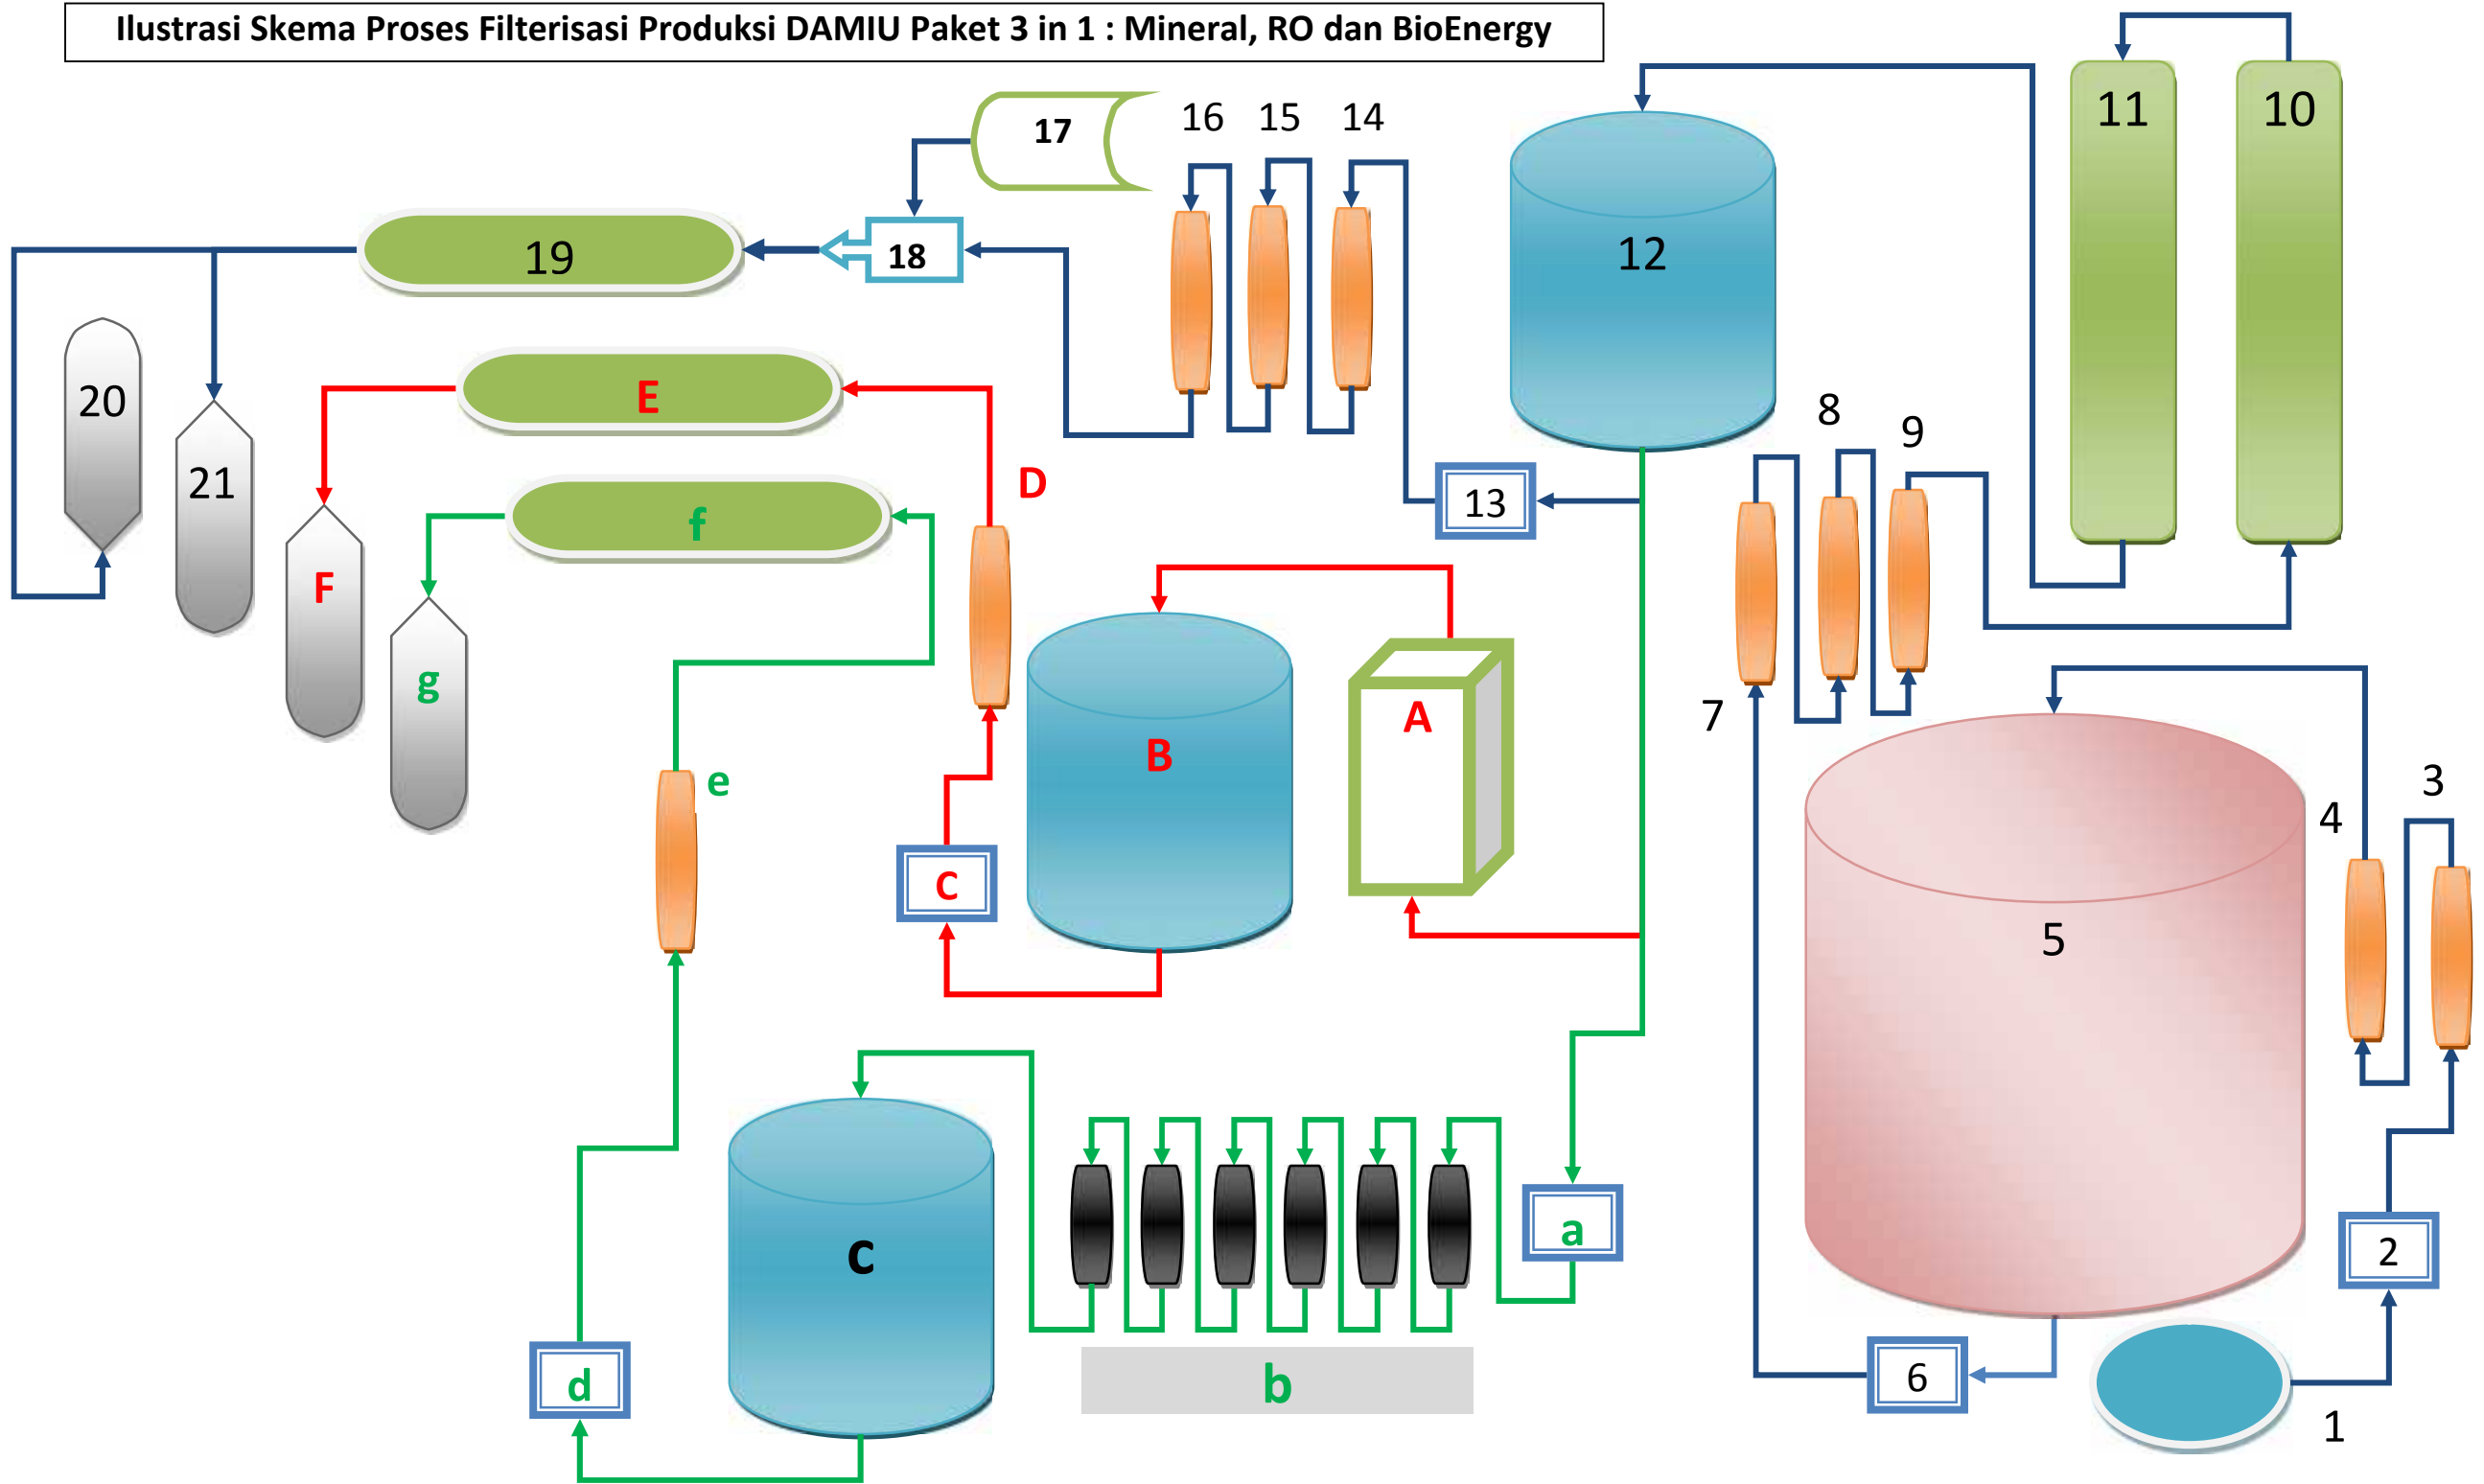 Ilustrasi Skema Proses Filterisasi Produksi DAMIU Paket 3 in 1 : Mineral, RO dan BioEnergy
17
16
15
14
11
10
12
18
19
20
21
E
D
f
F
g
13
8
9
7
A
B
C
e
4
3
5
a
2
c
b
d
6
1